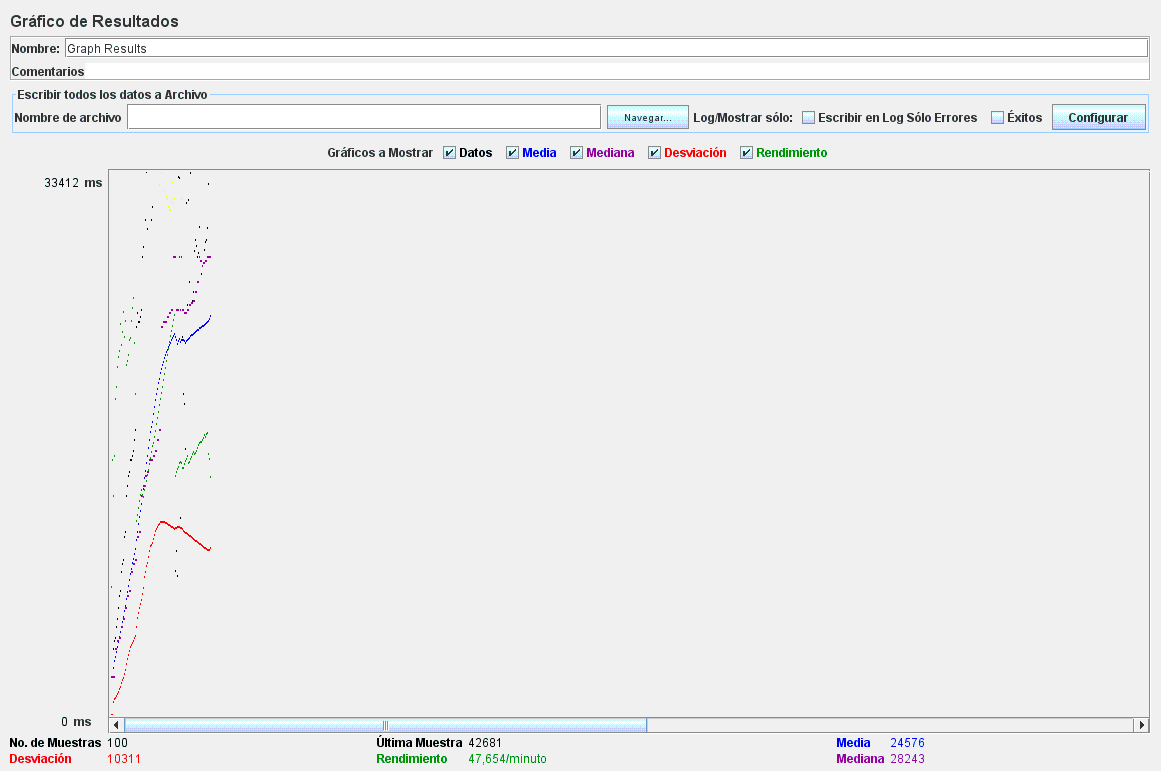 Gráfico de Resultados
Nombre: Graph Results
Comentarios
Escribir todos los datos a Archivo
Nombre de archivo Navegar... Log/Mostrar sólo: Escribir en Log Sólo Errores Éxitos Configurar
Gráficos a Mostrar Datos Media Mediana Desviación Rendimiento
33412 ms
0 ms
No. de Muestras 100 Última Muestra 42681 Media 24576
Desviación 10311 Rendimiento 47,654/minuto Mediana 28243